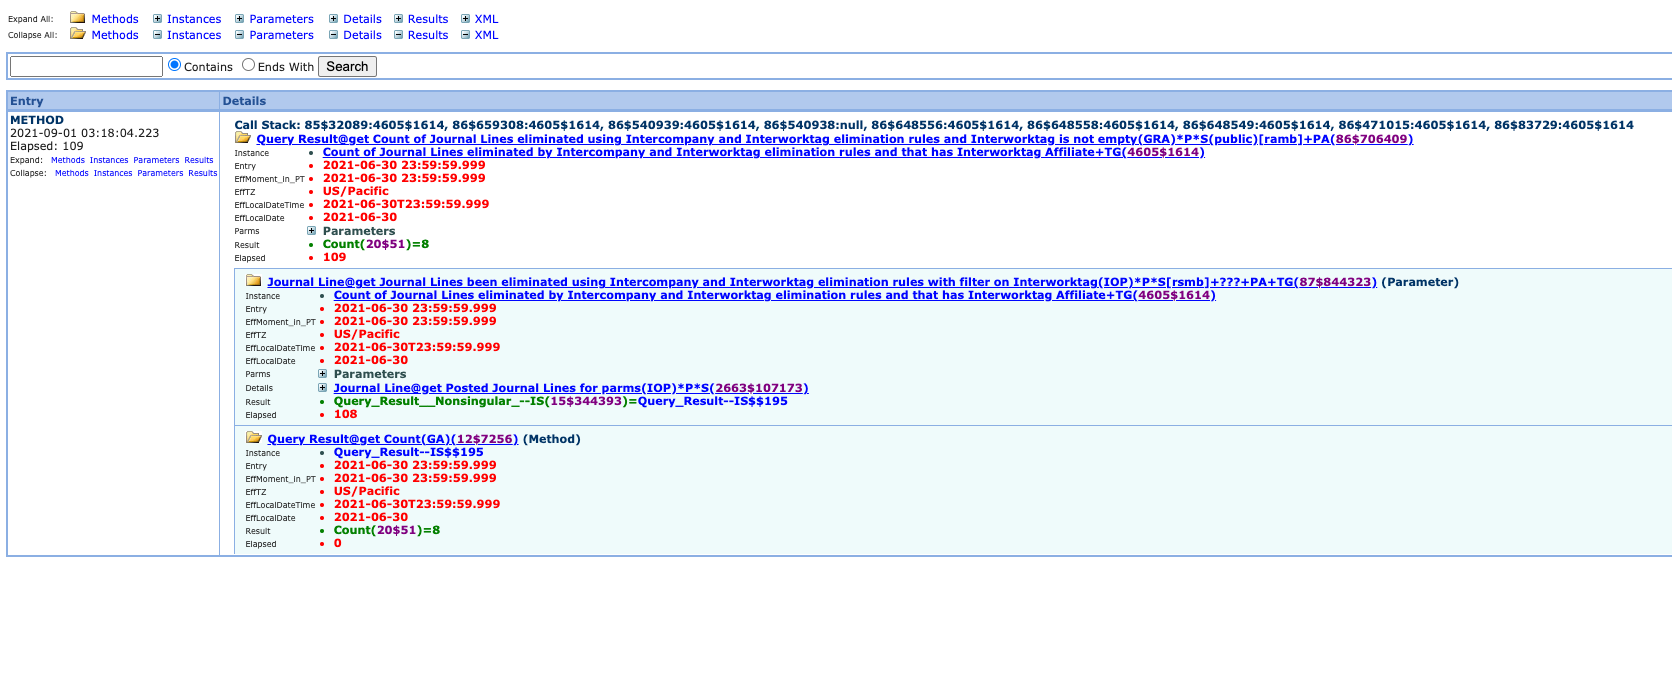 Expand All: Methods Instances Parameters Details Results XML
Collapse All: Methods Instances Parameters Details Results XML
Contains Ends With Search
Entry Details
METHOD
2021-09-01 03:18:04.223
Elapsed: 109
Expand: Methods Instances Parameters Results
Collapse: Methods Instances Parameters Results
Call Stack: 85$32089:4605$1614, 86$659308:4605$1614, 86$540939:4605$1614, 86$540938:null, 86$648556:4605$1614, 86$648558:4605$1614, 86$648549:4605$1614, 86$471015:4605$1614, 86$83729:4605$1614
Query Result@get Count of Journal Lines eliminated using Intercompany and Interworktag elimination rules and Interworktag is not empty(GRA)*P*S(public)[ramb]+PA(86$706409)
Instance • Count of Journal Lines eliminated by Intercompany and Interworktag elimination rules and that has Interworktag Affiliate+TG(4605$1614)
Entry • 2021-06-30 23:59:59.999
EffMoment_in_PT • 2021-06-30 23:59:59.999
EffTZ • US/Pacific
EffLocalDateTime • 2021-06-30T23:59:59.999
EffLocalDate • 2021-06-30
Parms Parameters
Result • Count(20$51)=8
Elapsed • 109
Journal Line@get Journal Lines been eliminated using Intercompany and Interworktag elimination rules with filter on Interworktag(IOP)*P*S[rsmb]+???+PA+TG(87$844323) (Parameter)
Instance • Count of Journal Lines eliminated by Intercompany and Interworktag elimination rules and that has Interworktag Affiliate+TG(4605$1614)
Entry • 2021-06-30 23:59:59.999
EffMoment_in_PT • 2021-06-30 23:59:59.999
EffTZ • US/Pacific
EffLocalDateTime • 2021-06-30T23:59:59.999
EffLocalDate • 2021-06-30
Parms Parameters
Details Journal Line@get Posted Journal Lines for parms(IOP)*P*S(2663$107173)
Result • Query_Result__Nonsingular_--IS(15$344393)=Query_Result--IS$$195
Elapsed • 108
Query Result@get Count(GA)(12$7256) (Method)
Instance • Query_Result--IS$$195
Entry • 2021-06-30 23:59:59.999
EffMoment_in_PT • 2021-06-30 23:59:59.999
EffTZ • US/Pacific
EffLocalDateTime • 2021-06-30T23:59:59.999
EffLocalDate • 2021-06-30
Result • Count(20$51)=8
Elapsed • 0